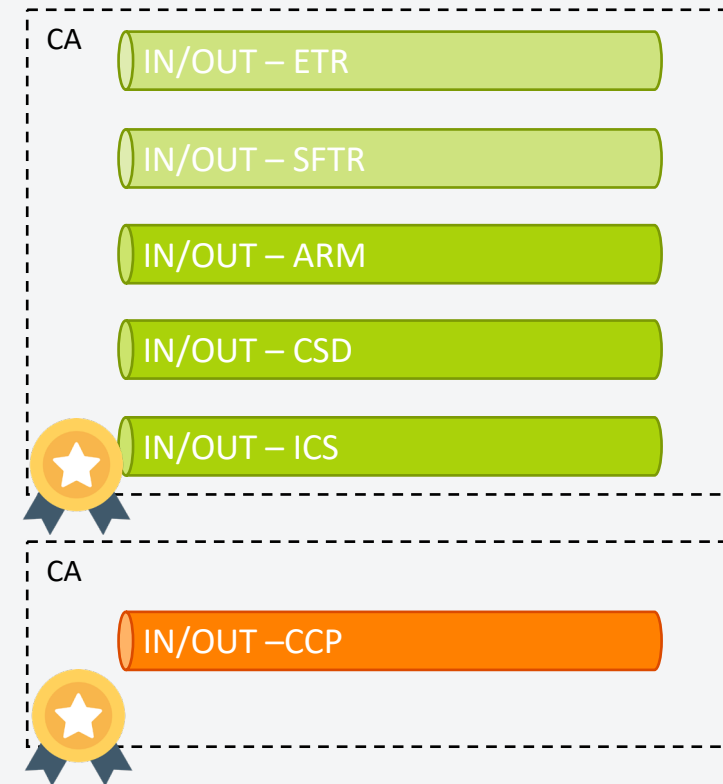 CA
IN/OUT – ETR
IN/OUT – SFTR
IN/OUT – ARM
IN/OUT – CSD
IN/OUT – ICS
CA
IN/OUT –CCP